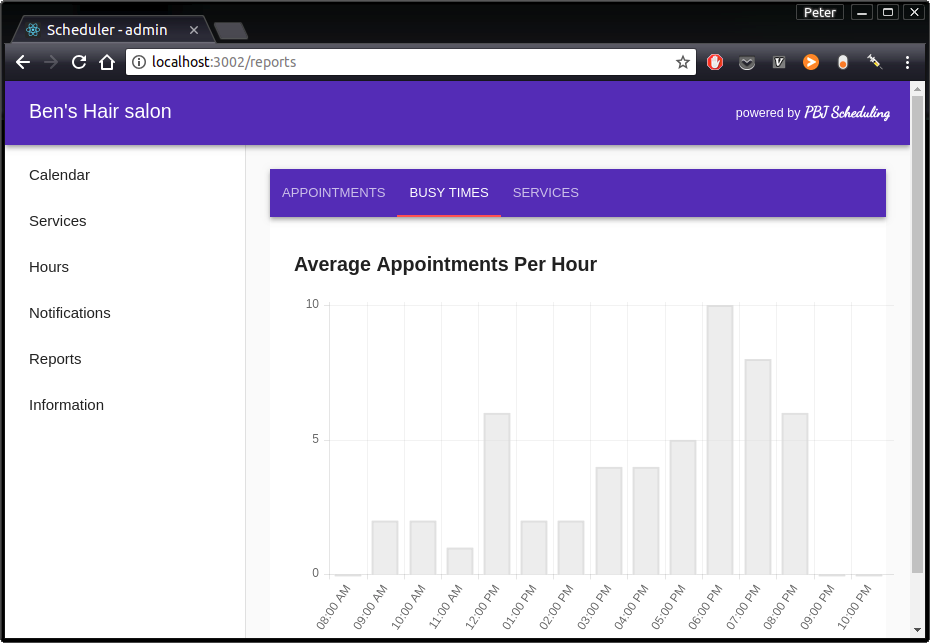 Peter
Scheduler - admin
localhost:3002/reports
Ben's Hair salon
powered by PBJ Scheduling
Calendar
Services
Hours
Notifications
Reports
Information
APPOINTMENTS BUSY TIMES SERVICES
Average Appointments Per Hour
10
5
0
08:00 AM 09:00 AM 10:00 AM 11:00 AM 12:00 PM 01:00 PM 02:00 PM 03:00 PM 04:00 PM 05:00 PM 06:00 PM 07:00 PM 08:00 PM 09:00 PM 10:00 PM